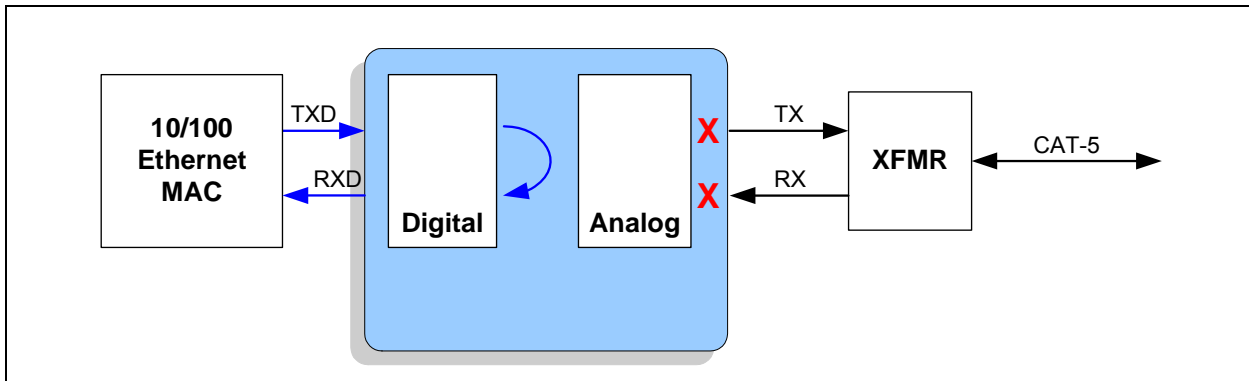 10/100
Ethernet
MAC
TXD
RXD
Digital
Analog
X
X
TX
RX
XFMR
CAT-5